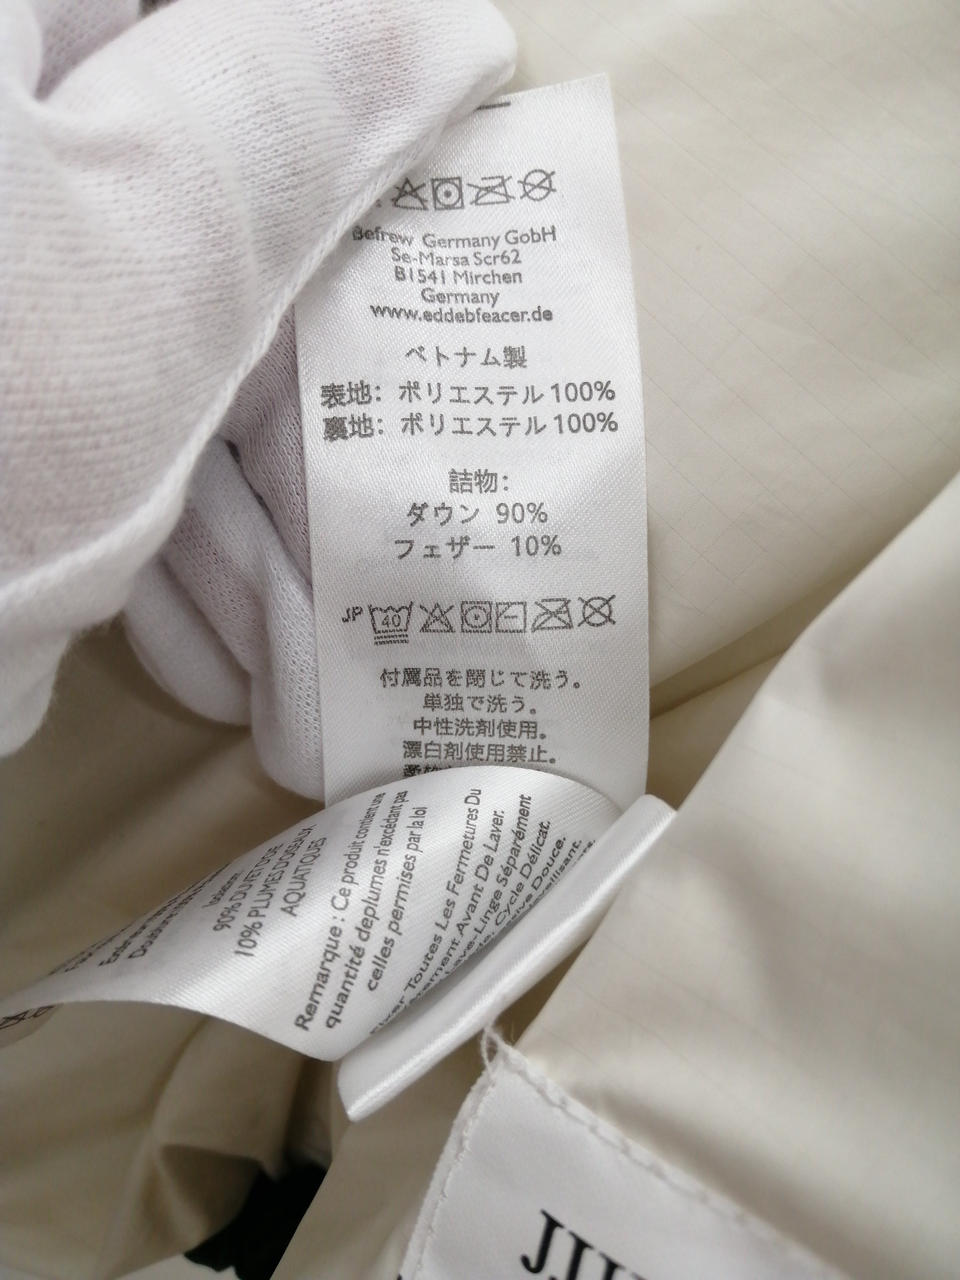 Befrew Germany GobH
Se-Marsa Scr62
B1541 Mirchen
Germany
www.eddebfeacer.de
ベトナム製
表地: ポリエステル 100%
裏地: ポリエステル 100%
詰物:
ダウン 90%
フェザー 10%
JP 40
付属品を閉じて洗う。
単独で洗う。
中性洗剤使用。
漂白剤使用禁止。
90% DUVET D'OIE
10% PLUMES D'OISEAUX
AQUATIQUES
Remarque : Ce produit contient une
quantité deplumes n'excédant pas
celles permises par la loi
Fixer Toutes Les Fermetures Du
Vêtement Avant De Laver.
Lave-Linge Séparément
Cycle Délicat.
Douce.